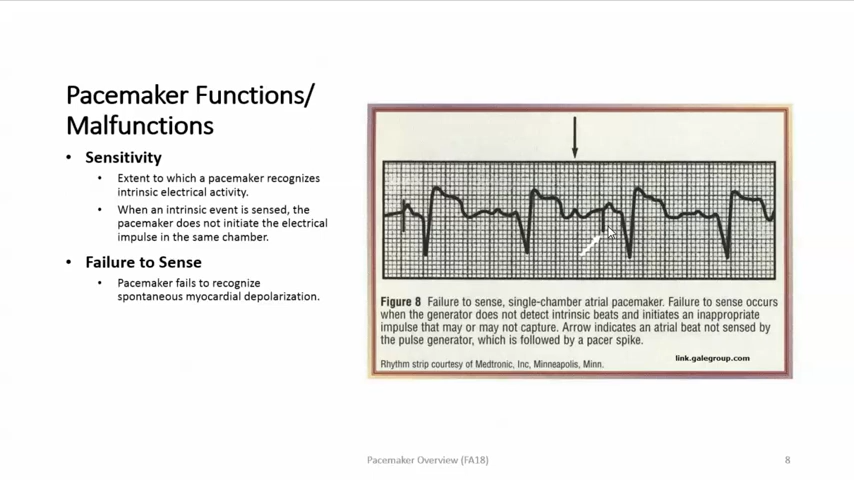 Pacemaker Functions/
Malfunctions
• Sensitivity
• Extent to which a pacemaker recognizes
intrinsic electrical activity.
• When an intrinsic event is sensed, the
pacemaker does not initiate the electrical
impulse in the same chamber.
• Failure to Sense
• Pacemaker fails to recognize
spontaneous myocardial depolarization.
Figure 8 Failure to sense, single-chamber atrial pacemaker. Failure to sense occurs
when the generator does not detect intrinsic beats and initiates an inappropriate
impulse that may or may not capture. Arrow indicates an atrial beat not sensed by
the pulse generator, which is followed by a pacer spike.
link.galegroup.com
Rhythm strip courtesy of Medtronic, Inc, Minneapolis, Minn.
Pacemaker Overview (FA18)
8